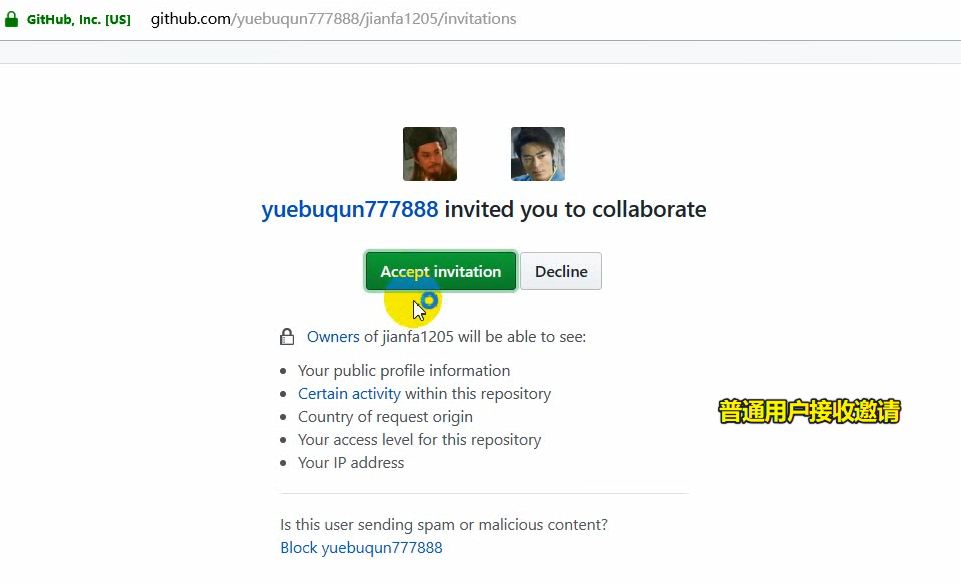 GitHub, Inc. [US] github.com/yuebuqun777888/jianfa1205/invitations
yuebuqun777888 invited you to collaborate
Accept invitation Decline
Owners of jianfa1205 will be able to see:
Your public profile information
Certain activity within this repository
Country of request origin
Your access level for this repository
Your IP address
普通用户接收邀请
Is this user sending spam or malicious content?
Block yuebuqun777888